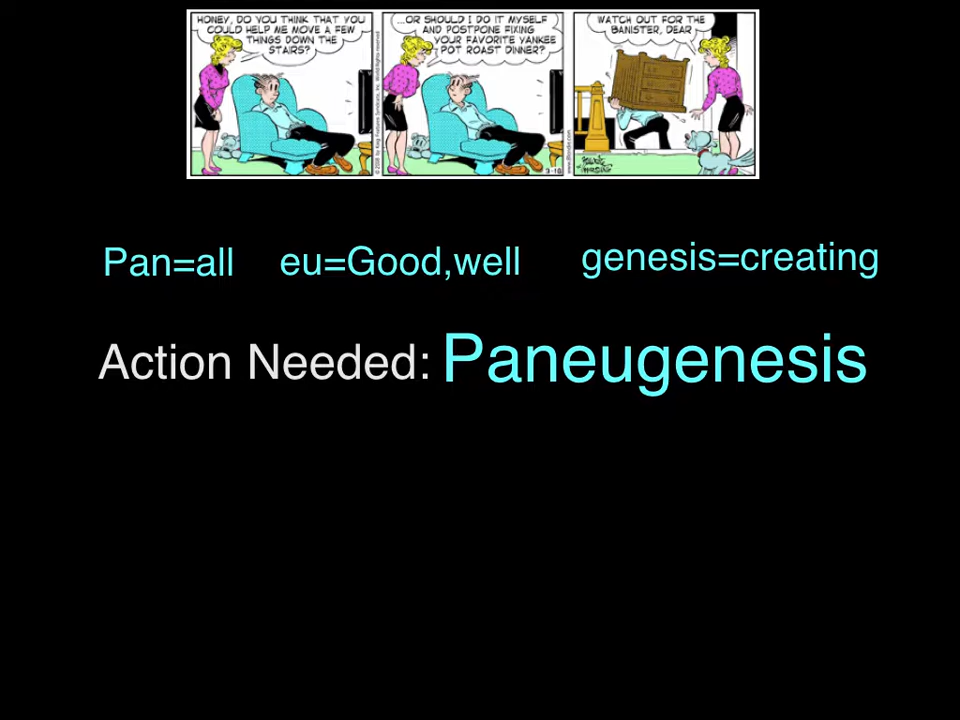 HONEY, DO YOU THINK THAT YOU
COULD HELP ME MOVE A FEW
THINGS DOWN THE
STAIRS?
...OR SHOULD I DO IT MYSELF
AND POSTPONE FIXING
YOUR FAVORITE YANKEE
POT ROAST DINNER?
3-18
WATCH OUT FOR THE
BANISTER, DEAR
Pan=all
eu=Good,well
genesis=creating
Action Needed: Paneugenesis